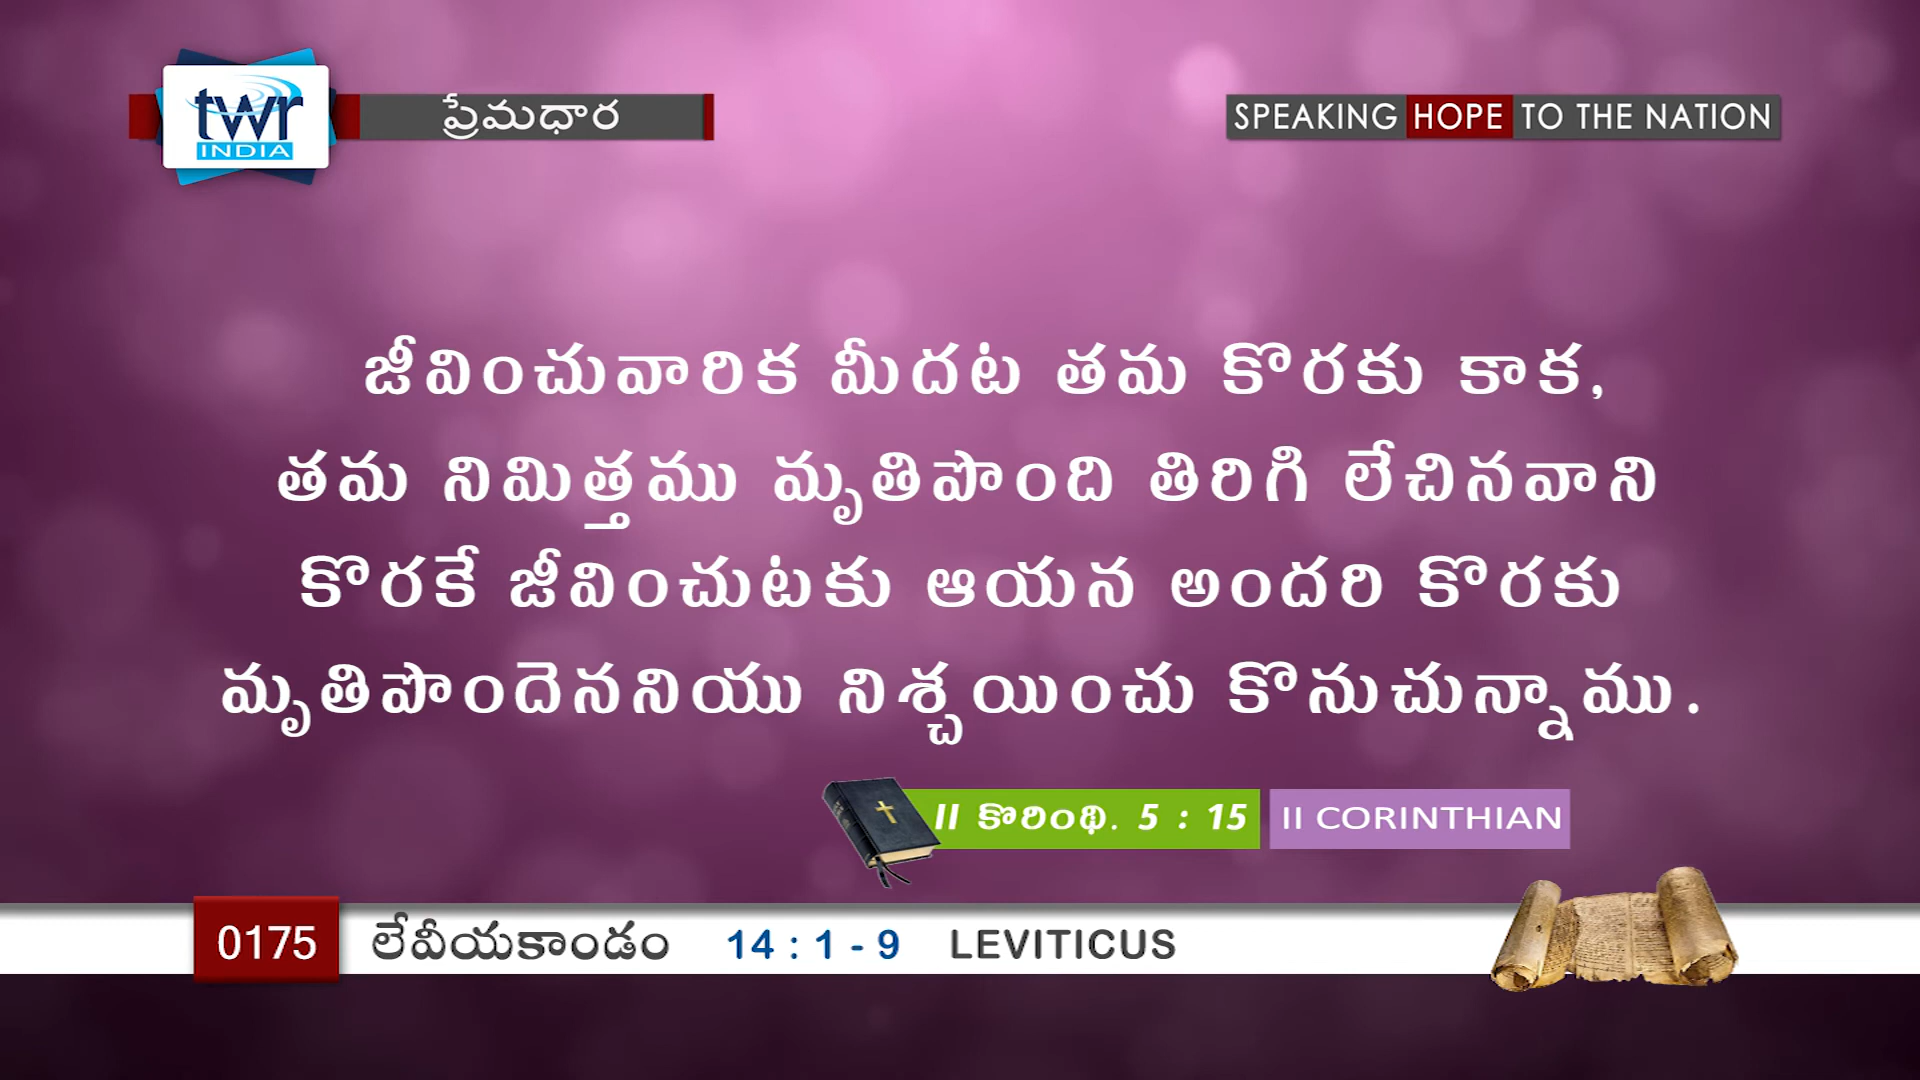 twr
INDIA
ప్రేమధార
SPEAKING HOPE TO THE NATION
జీవించువారిక మీదట తమ కొరకు కాక,
తమ నిమిత్తము మృతిపొంది తిరిగి లేచినవాని
కొరకే జీవించుటకు ఆయన అందరి కొరకు
మృతిపొందెననియు నిశ్చయించు కొనుచున్నాము.
II కొరింథి. 5 : 15 II CORINTHIAN
0175 లేవీయకాండం 14 : 1 - 9 LEVITICUS